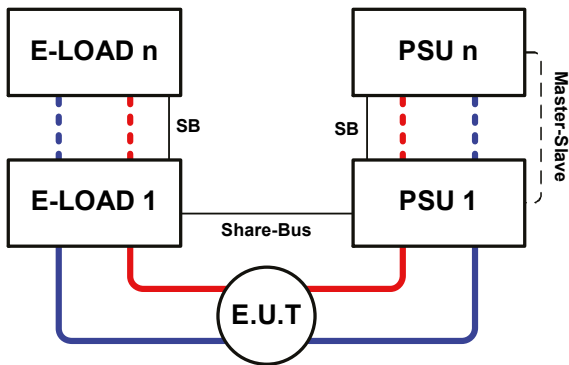 E-LOAD n
PSU n
SB
SB
Master-Slave
E-LOAD 1
PSU 1
Share-Bus
E.U.T